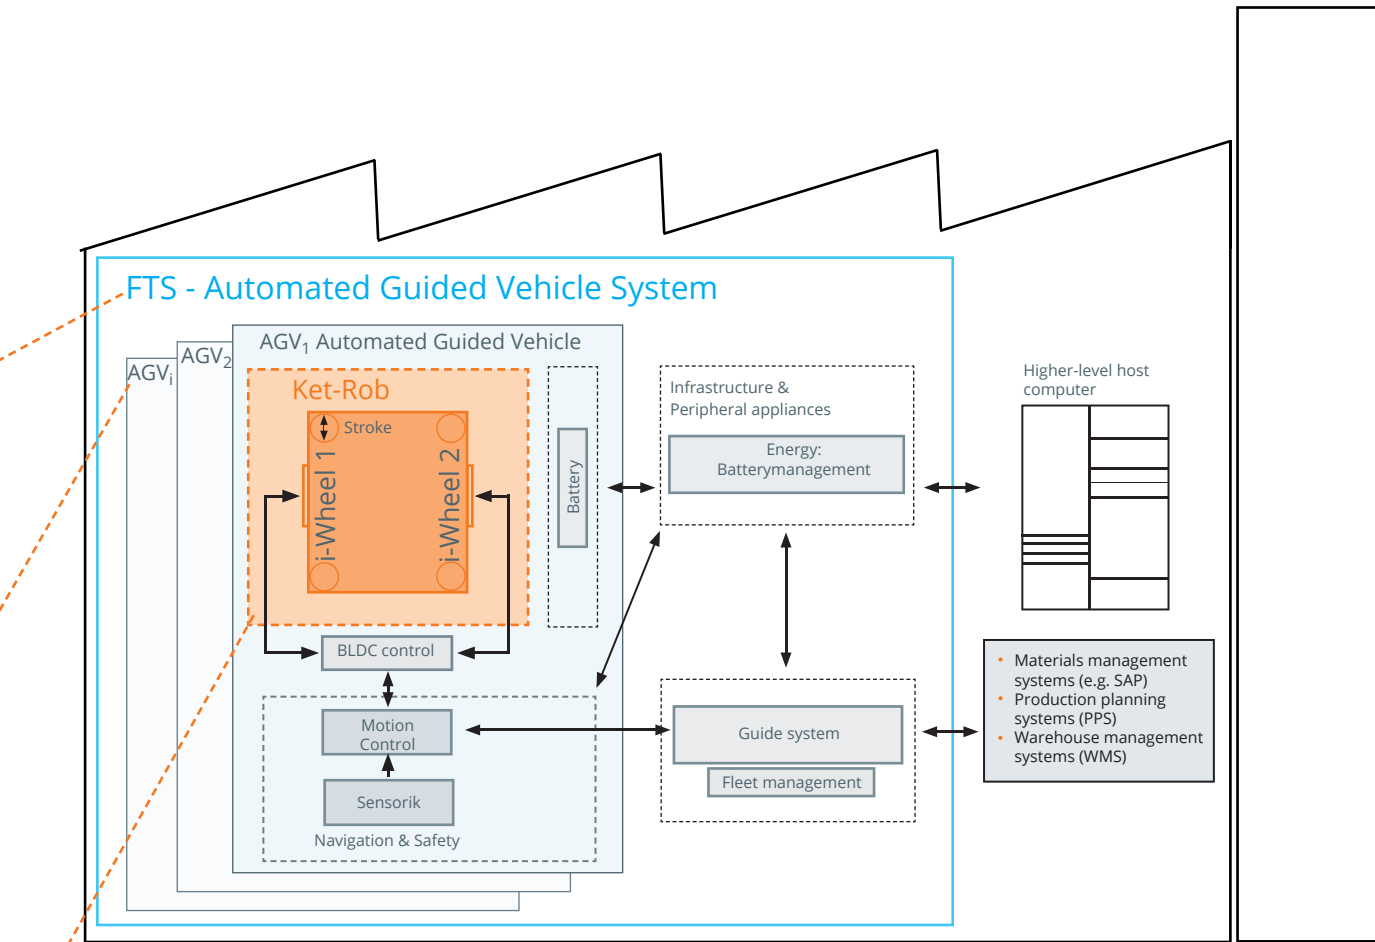 FTS - Automated Guided Vehicle System
AGV1 Automated Guided Vehicle
AGV2
AGVi
Ket-Rob
Stroke
i-Wheel 1
i-Wheel 2
Battery
BLDC control
Motion
Control
Sensorik
Navigation & Safety
Infrastructure &
Peripheral appliances
Energy:
Batterymanagement
Guide system
Fleet management
Higher-level host
computer
• Materials management
systems (e.g. SAP)
• Production planning
systems (PPS)
• Warehouse management
systems (WMS)